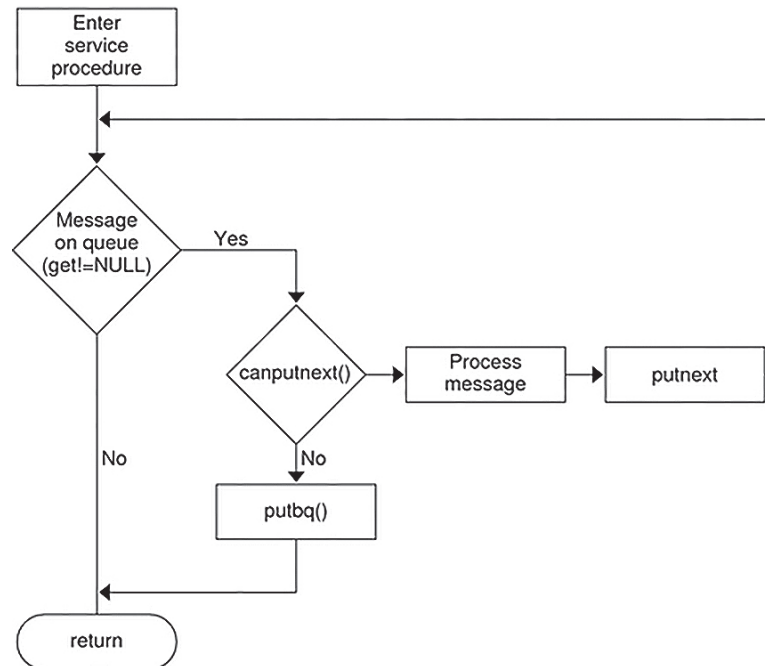 Enter
service
procedure
Message
on queue
(get!=NULL)
Yes
canputnext()
Process
message
putnext
No
No
putbq()
return